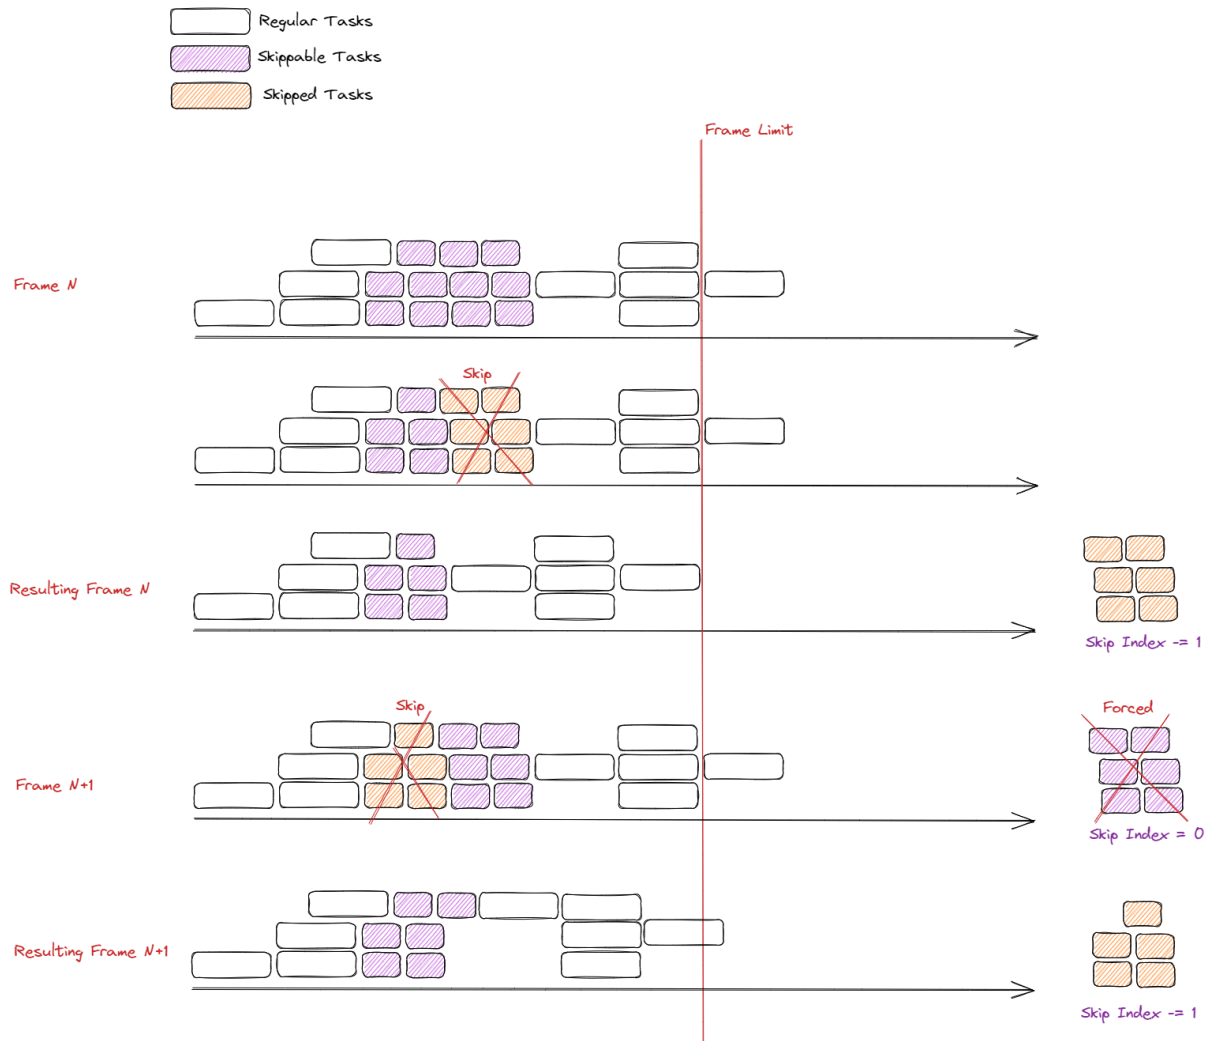 Regular Tasks
Skippable Tasks
Skipped Tasks
Frame Limit
Frame N
Skip
Resulting Frame N
Skip Index -= 1
Skip
Forced
Frame N+1
Skip Index = 0
Resulting Frame N+1
Skip Index -= 1